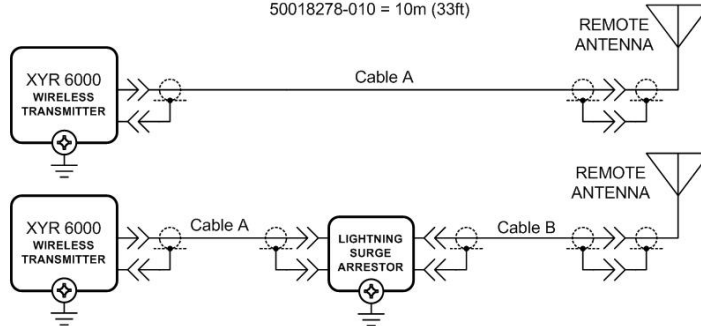 50018278-010 = 10m (33ft)
REMOTE
ANTENNA
XYR 6000
WIRELESS
TRANSMITTER
Cable A
REMOTE
ANTENNA
XYR 6000
WIRELESS
TRANSMITTER
Cable A
LIGHTNING
SURGE
ARRESTOR
Cable B